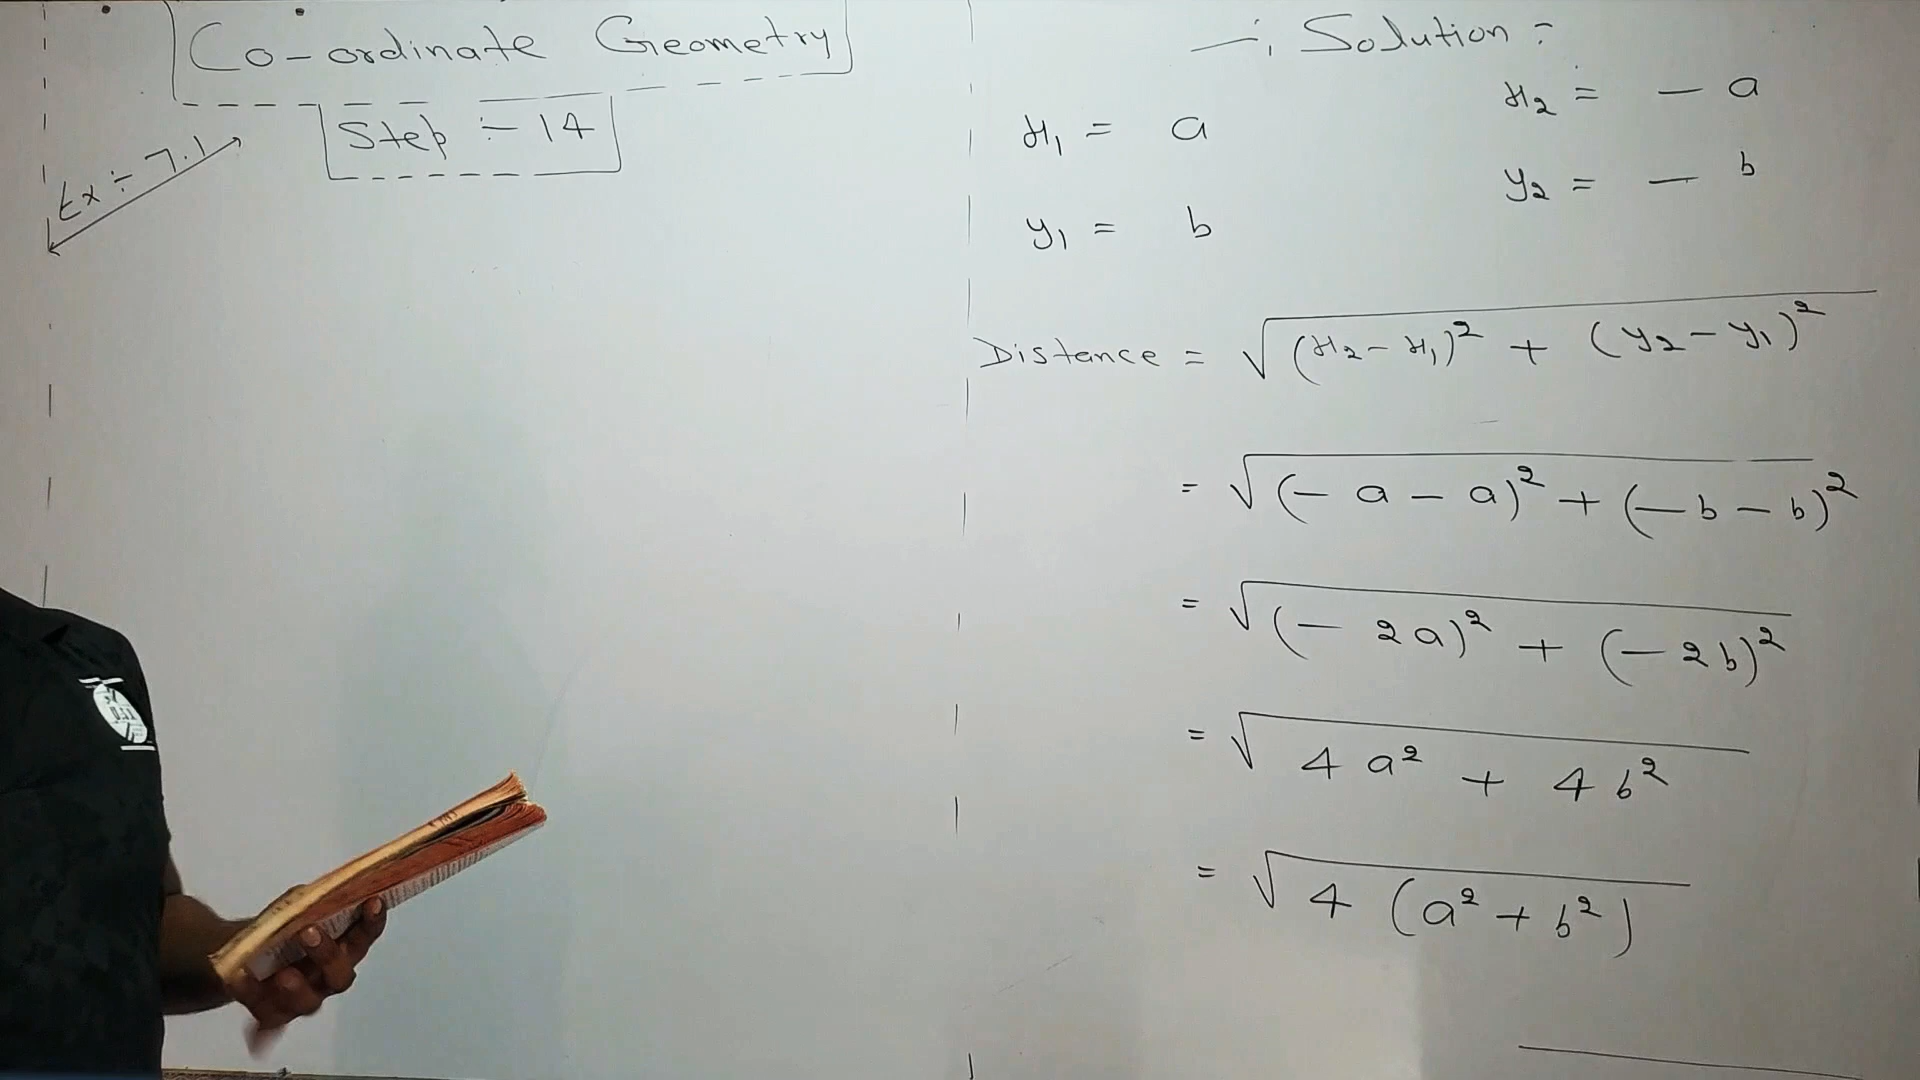 Co-ordinate Geometry
Step :- 14
Ex :- 7.1
Solution :
x₁ = a
x₂ = - a
y₁ = b
y₂ = - b
Distance = √(x₂ - x₁)² + (y₂ - y₁)²
= √(- a - a)² + (- b - b)²
= √(- 2a)² + (- 2b)²
= √4a² + 4b²
= √4 (a² + b²)